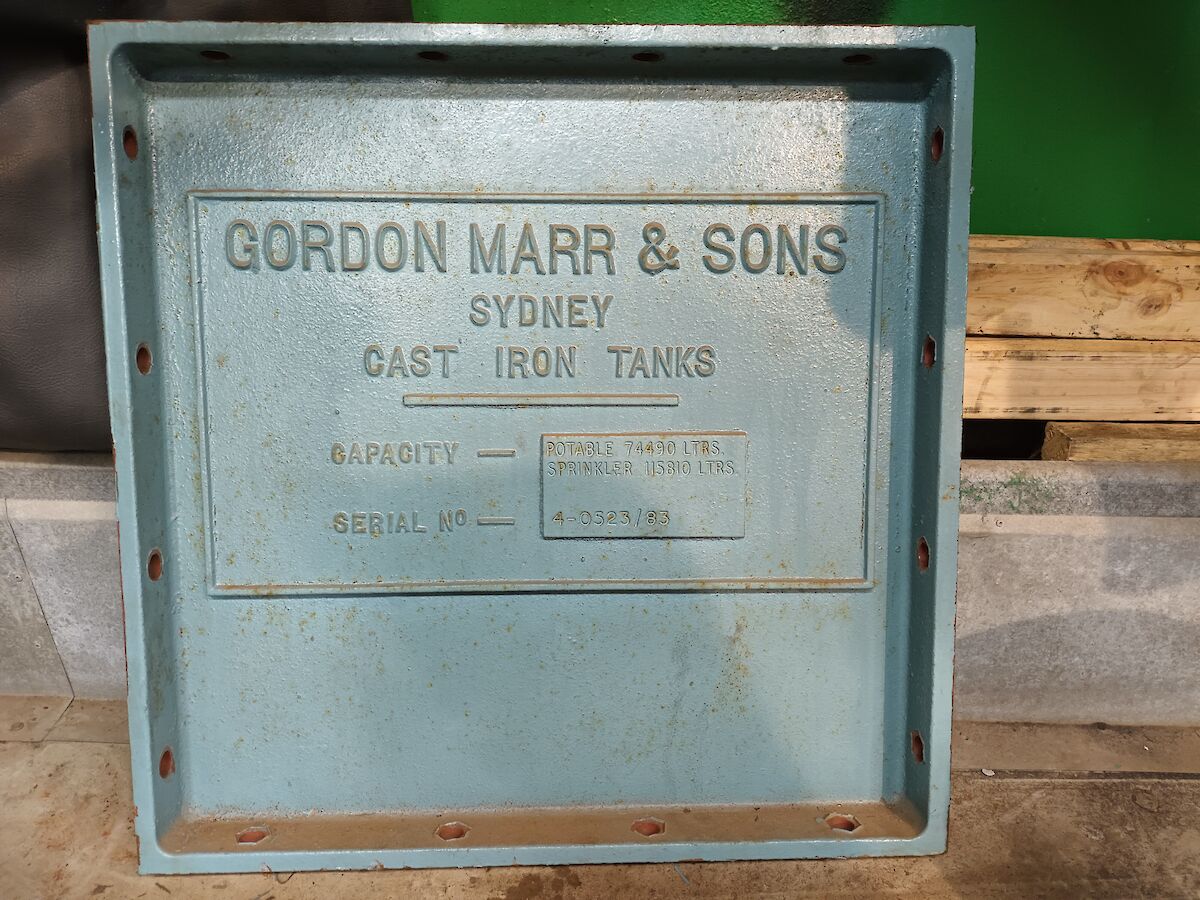 GORDON MARR & SONS
SYDNEY
CAST IRON TANKS
CAPACITY — POTABLE 74490 LTRS.
SPRINKLER 115810 LTRS.
SERIAL Nº — 4-0523/83